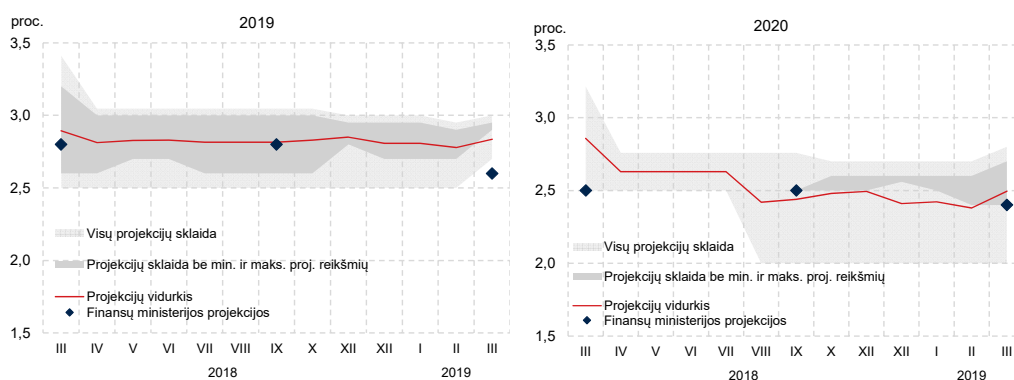 proc.
2019
3,5
3,0
2,5
2,0
1,5
Visų projekcijų sklaida
Projekcijų sklaida be min. ir maks. proj. reikšmių
Projekcijų vidurkis
Finansų ministerijos projekcijos
III IV V VI VII VIII IX X XII XII I II III
2018 2019
proc.
2020
3,5
3,0
2,5
2,0
1,5
Visų projekcijų sklaida
Projekcijų sklaida be min. ir maks. proj. reikšmių
Projekcijų vidurkis
Finansų ministerijos projekcijos
III IV V VI VII VIII IX X XII XII I II III
2018 2019